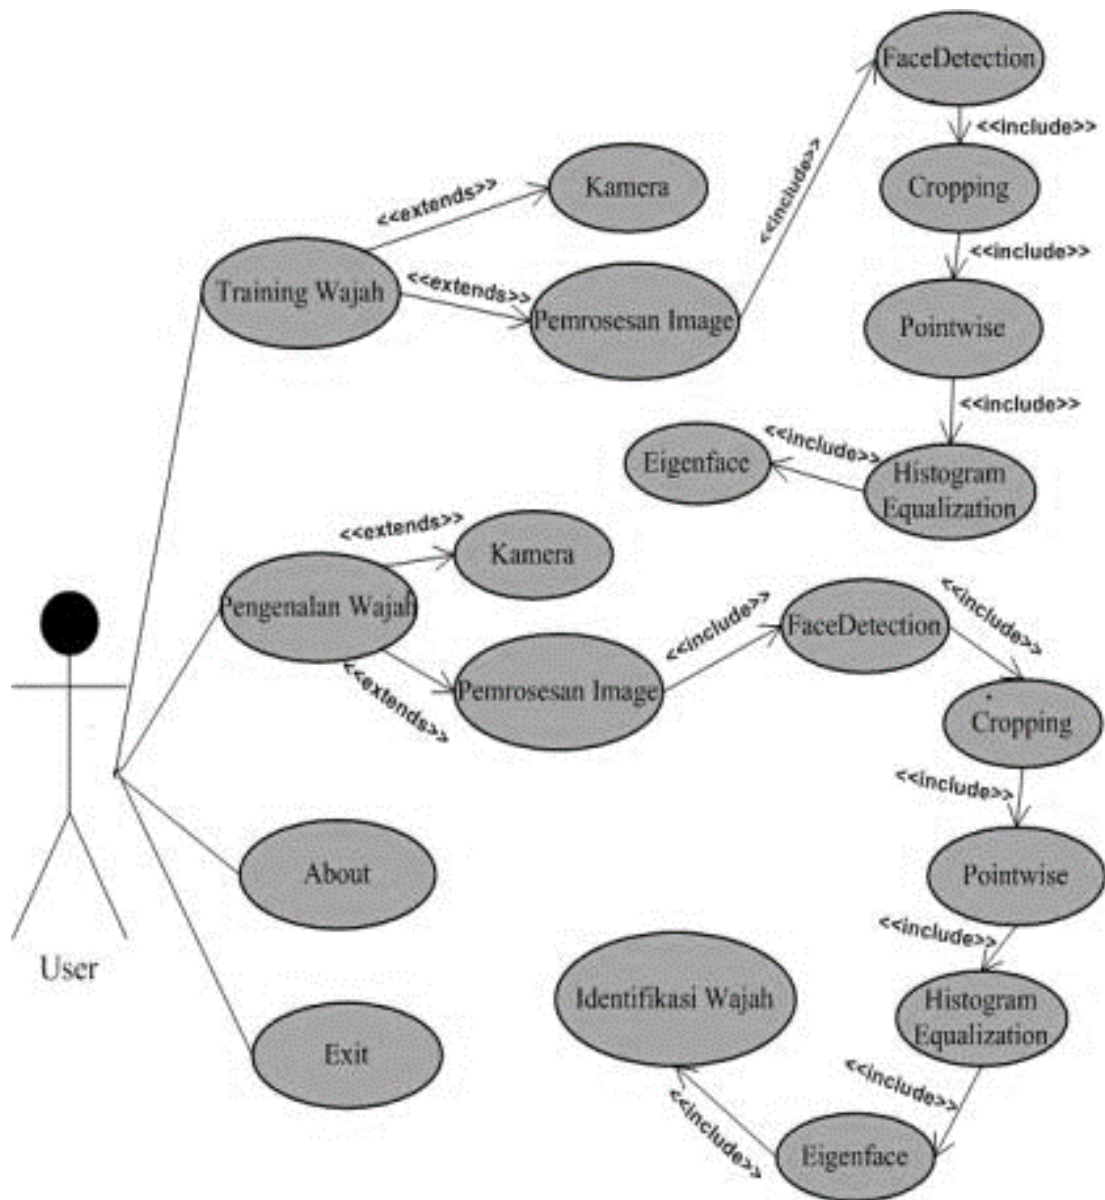 FaceDetection
<<include>>
Cropping
<<include>>
Pointwise
<<include>>
Histogram
Equalization
<<include>>
Eigenface
<<extends>>
Kamera
<<include>>
Training Wajah
<<extends>>
Pemrosesan Image
<<extends>>
Kamera
Pengenalan Wajah
<<extends>>
Pemrosesan Image
<<include>>
FaceDetection
<<include>>
Cropping
<<include>>
Pointwise
<<include>>
Histogram
Equalization
<<include>>
Eigenface
<<include>>
Identifikasi Wajah
About
Exit
User